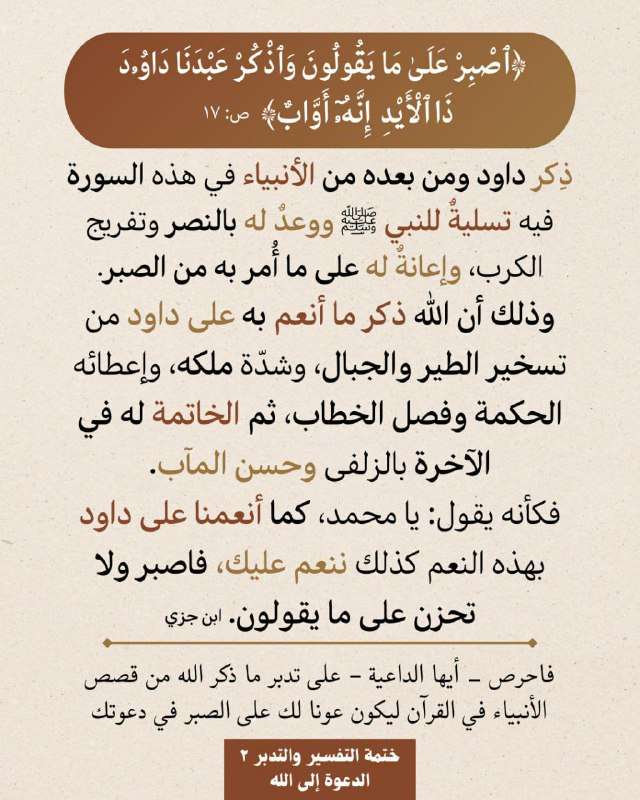 ﴿ٱصْبِرْ عَلَىٰ مَا يَقُولُونَ وَٱذْكُرْ عَبْدَنَا دَاوُۥدَ
ذَا ٱلْأَيْدِ إِنَّهُۥٓ أَوَّابٌ﴾ ص: ١٧
ذِكر داود ومن بعده من الأنبياء في هذه السورة
فيه تسليةٌ للنبي ﷺ ووعدٌ له بالنصر وتفريج
الكرب، وإعانةٌ له على ما أُمر به من الصبر.
وذلك أن الله ذكر ما أنعم به على داود من
تسخير الطير والجبال، وشدّة ملكه، وإعطائه
الحكمة وفصل الخطاب، ثم الخاتمة له في
الآخرة بالزلفى وحسن المآب.
فكأنه يقول: يا محمد، كما أنعمنا على داود
بهذه النعم كذلك ننعم عليك، فاصبر ولا
تحزن على ما يقولون. ابن جزي
فاحرص – أيها الداعية – على تدبر ما ذكر الله من قصص
الأنبياء في القرآن ليكون عونا لك على الصبر في دعوتك
ختمة التفسير والتدبر ٢
الدعوة إلى الله